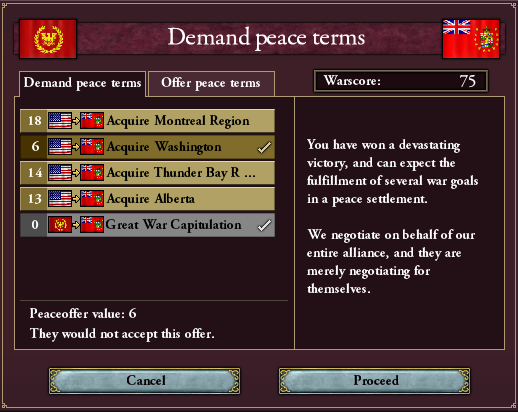 Demand peace terms
Demand peace terms
Offer peace terms
Warscore: 75
18 Acquire Montreal Region
6 Acquire Washington
14 Acquire Thunder Bay R ...
13 Acquire Alberta
0 Great War Capitulation
Peaceoffer value: 6
They would not accept this offer.
You have won a devastating
victory, and can expect the
fulfillment of several war goals
in a peace settlement.
We negotiate on behalf of our
entire alliance, and they are
merely negotiating for
themselves.
Cancel
Proceed